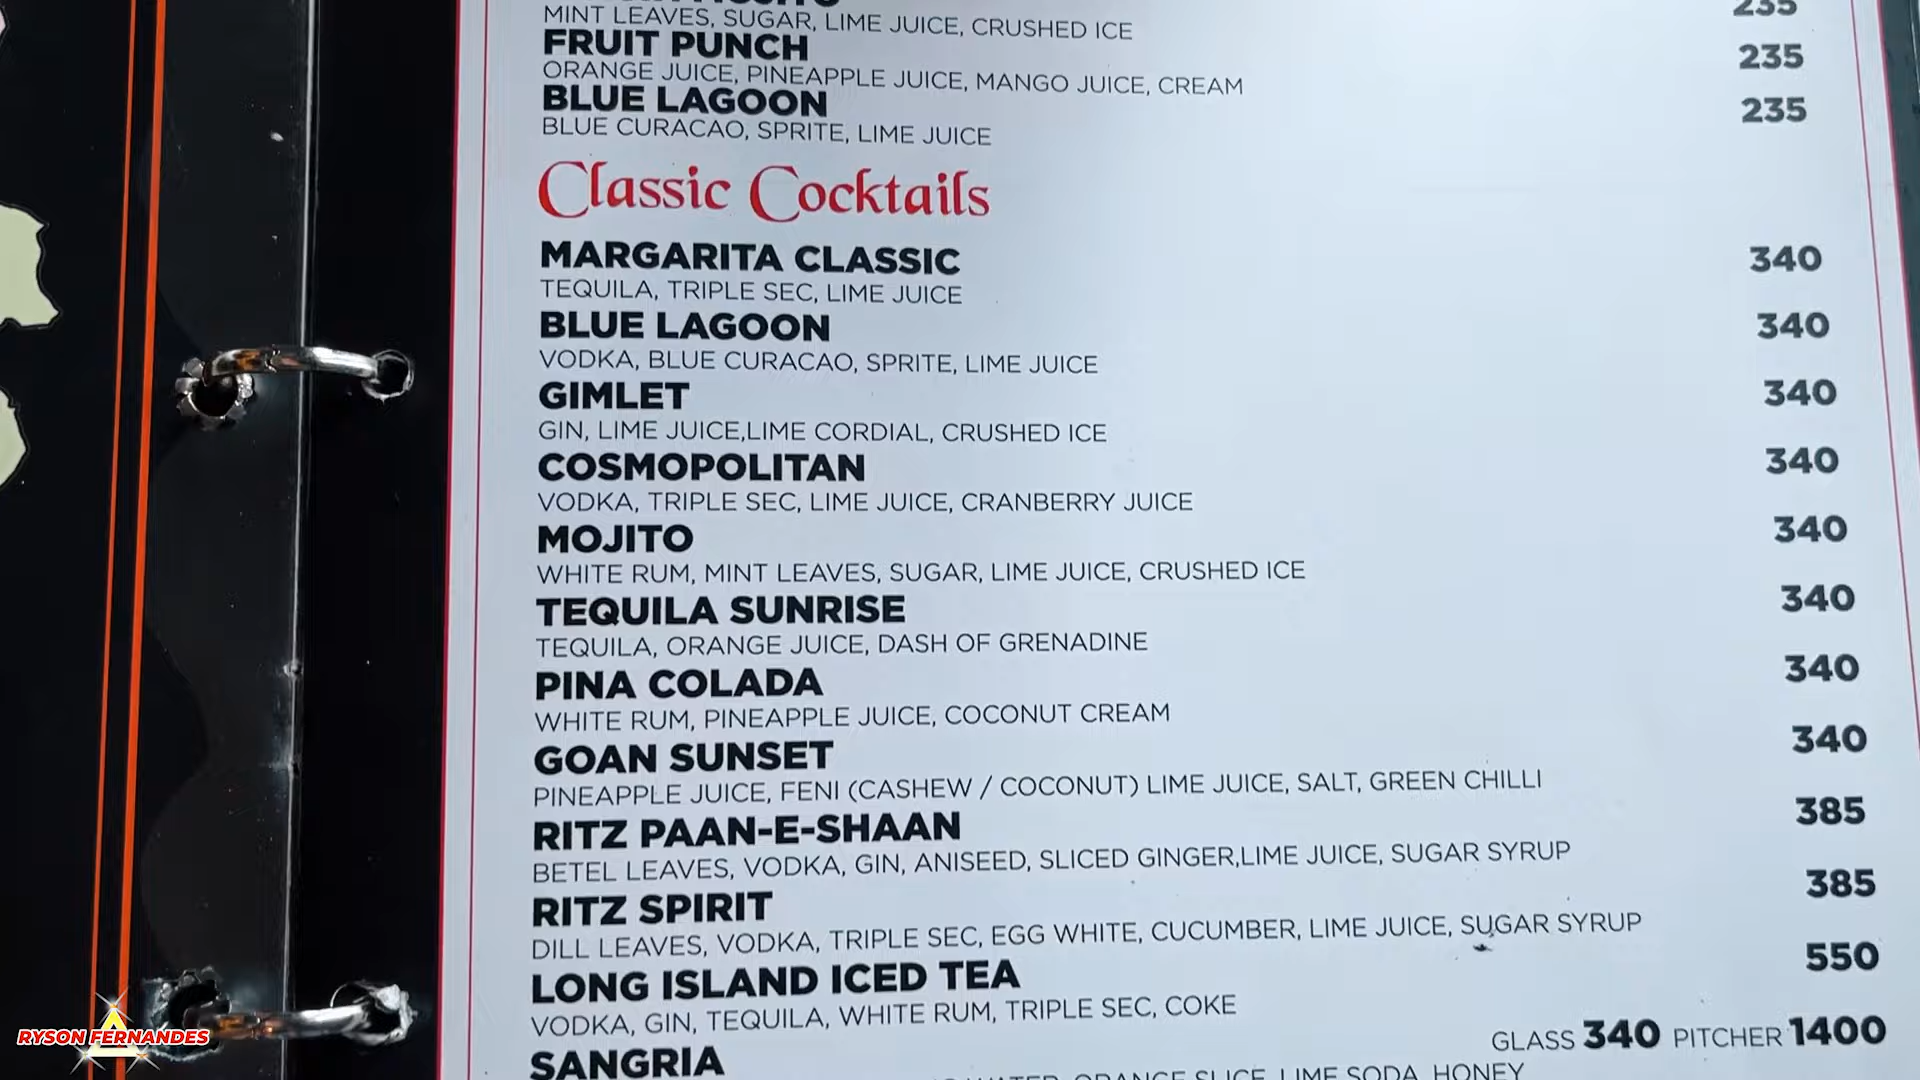 MINT LEAVES, SUGAR, LIME JUICE, CRUSHED ICE 235
FRUIT PUNCH 235
ORANGE JUICE, PINEAPPLE JUICE, MANGO JUICE, CREAM
BLUE LAGOON 235
BLUE CURACAO, SPRITE, LIME JUICE
Classic Cocktails
MARGARITA CLASSIC 340
TEQUILA, TRIPLE SEC, LIME JUICE
BLUE LAGOON 340
VODKA, BLUE CURACAO, SPRITE, LIME JUICE
GIMLET 340
GIN, LIME JUICE,LIME CORDIAL, CRUSHED ICE
COSMOPOLITAN 340
VODKA, TRIPLE SEC, LIME JUICE, CRANBERRY JUICE
MOJITO 340
WHITE RUM, MINT LEAVES, SUGAR, LIME JUICE, CRUSHED ICE
TEQUILA SUNRISE 340
TEQUILA, ORANGE JUICE, DASH OF GRENADINE
PINA COLADA 340
WHITE RUM, PINEAPPLE JUICE, COCONUT CREAM
GOAN SUNSET 340
PINEAPPLE JUICE, FENI (CASHEW / COCONUT) LIME JUICE, SALT, GREEN CHILLI
RITZ PAAN-E-SHAAN 385
BETEL LEAVES, VODKA, GIN, ANISEED, SLICED GINGER,LIME JUICE, SUGAR SYRUP
RITZ SPIRIT 385
DILL LEAVES, VODKA, TRIPLE SEC, EGG WHITE, CUCUMBER, LIME JUICE, SUGAR SYRUP
LONG ISLAND ICED TEA 550
VODKA, GIN, TEQUILA, WHITE RUM, TRIPLE SEC, COKE
SANGRIA GLASS 340 PITCHER 1400
ORANGE SLICE, LIME SODA, HONEY
RYSON FERNANDES